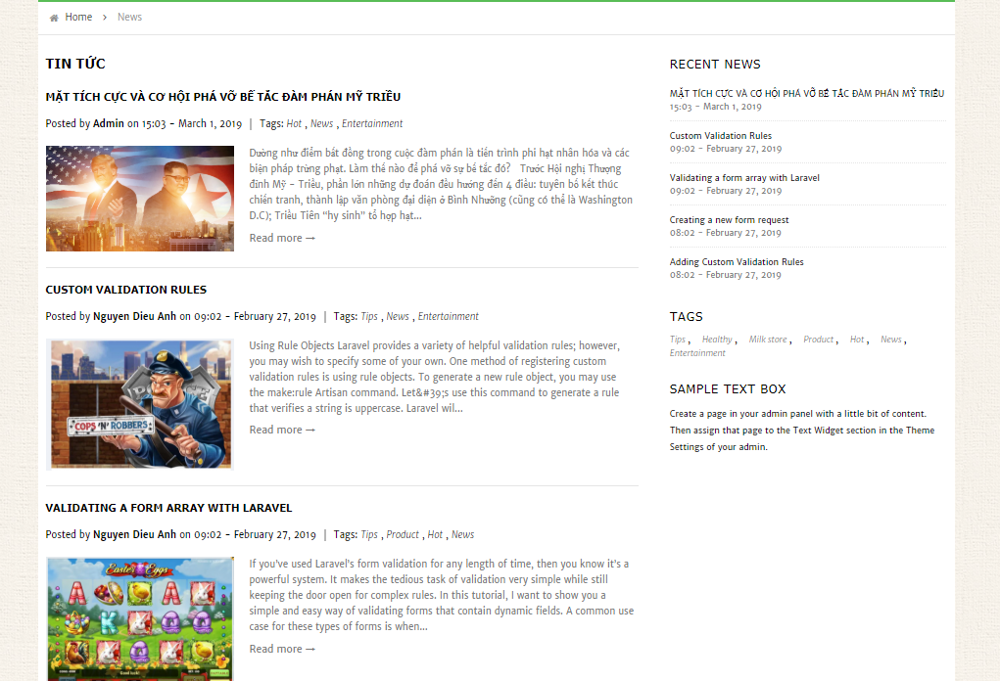 Home > News
TIN TỨC
MẶT TÍCH CỰC VÀ CƠ HỘI PHÁ VỠ BẾ TẮC ĐÀM PHÁN MỸ TRIỀU
Posted by Admin on 15:03 - March 1, 2019 | Tags: Hot , News , Entertainment
Dường như điểm bất đồng trong cuộc đàm phán là tiến trình phi hạt nhân hóa và các
biện pháp trừng phạt. Làm thế nào để phá vỡ sự bế tắc đó? Trước Hội nghị Thượng
đỉnh Mỹ - Triều, phần lớn những dự đoán đều hướng đến 4 điều: tuyên bố kết thúc
chiến tranh, thành lập văn phòng đại diện ở Bình Nhưỡng (cũng có thể là Washington
D.C); Triều Tiên “hy sinh” tổ hợp hạt...
Read more →
CUSTOM VALIDATION RULES
Posted by Nguyen Dieu Anh on 09:02 - February 27, 2019 | Tags: Tips , News , Entertainment
COPS 'N' ROBBERS
Using Rule Objects Laravel provides a variety of helpful validation rules; however,
you may wish to specify some of your own. One method of registering custom
validation rules is using rule objects. To generate a new rule object, you may use
the make:rule Artisan command. Let&#39;s use this command to generate a rule
that verifies a string is uppercase. Laravel wil...
Read more →
VALIDATING A FORM ARRAY WITH LARAVEL
Posted by Nguyen Dieu Anh on 09:02 - February 27, 2019 | Tags: Tips , Product , Hot , News
Easter Eggs
If you’ve used Laravel’s form validation for any length of time, then you know it’s a
powerful system. It makes the tedious task of validation very simple while still
keeping the door open for complex rules. In this tutorial, I want to show you a
simple and easy way of validating forms that contain dynamic fields. A common use
case for these types of forms is when...
Read more →
RECENT NEWS
MẶT TÍCH CỰC VÀ CƠ HỘI PHÁ VỠ BẾ TẮC ĐÀM PHÁN MỸ TRIỀU
15:03 - March 1, 2019
Custom Validation Rules
09:02 - February 27, 2019
Validating a form array with Laravel
09:02 - February 27, 2019
Creating a new form request
08:02 - February 27, 2019
Adding Custom Validation Rules
08:02 - February 27, 2019
TAGS
Tips , Healthy , Milk store , Product , Hot , News ,
Entertainment
SAMPLE TEXT BOX
Create a page in your admin panel with a little bit of content.
Then assign that page to the Text Widget section in the Theme
Settings of your admin.